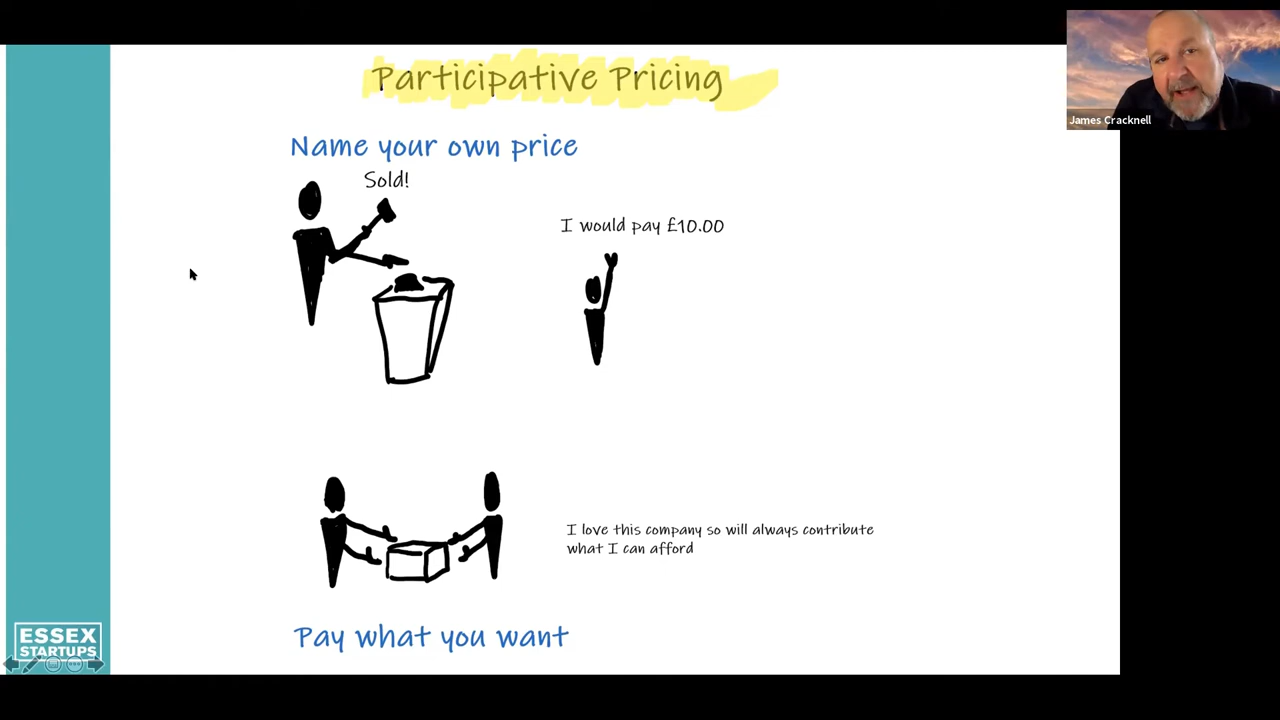 Participative Pricing
James Cracknell
Name your own price
Sold!
I would pay £10.00
I love this company so will always contribute
what I can afford
Pay what you want
ESSEX
STARTUPS